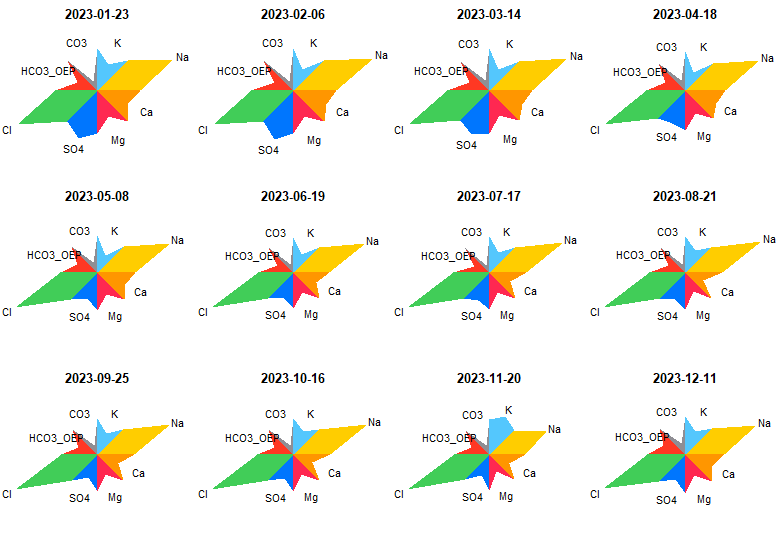 2023-01-23
2023-02-06
2023-03-14
2023-04-18
CO3 K
Na
HCO3_OEP
Ca
Cl
Mg
SO4
CO3 K
Na
HCO3_OEP
Ca
Cl
Mg
SO4
CO3 K
Na
HCO3_OEP
Ca
Cl
Mg
SO4
CO3 K
Na
HCO3_OEP
Ca
Cl
Mg
SO4
2023-05-08
2023-06-19
2023-07-17
2023-08-21
CO3 K
Na
HCO3_OEP
Ca
Cl
Mg
SO4
CO3 K
Na
HCO3_OEP
Ca
Cl
Mg
SO4
CO3 K
Na
HCO3_OEP
Ca
Cl
Mg
SO4
CO3 K
Na
HCO3_OEP
Ca
Cl
Mg
SO4
2023-09-25
2023-10-16
2023-11-20
2023-12-11
CO3 K
Na
HCO3_OEP
Ca
Cl
Mg
SO4
CO3 K
Na
HCO3_OEP
Ca
Cl
Mg
SO4
CO3 K
Na
HCO3_OEP
Ca
Cl
Mg
SO4
CO3 K
Na
HCO3_OEP
Ca
Cl
Mg
SO4